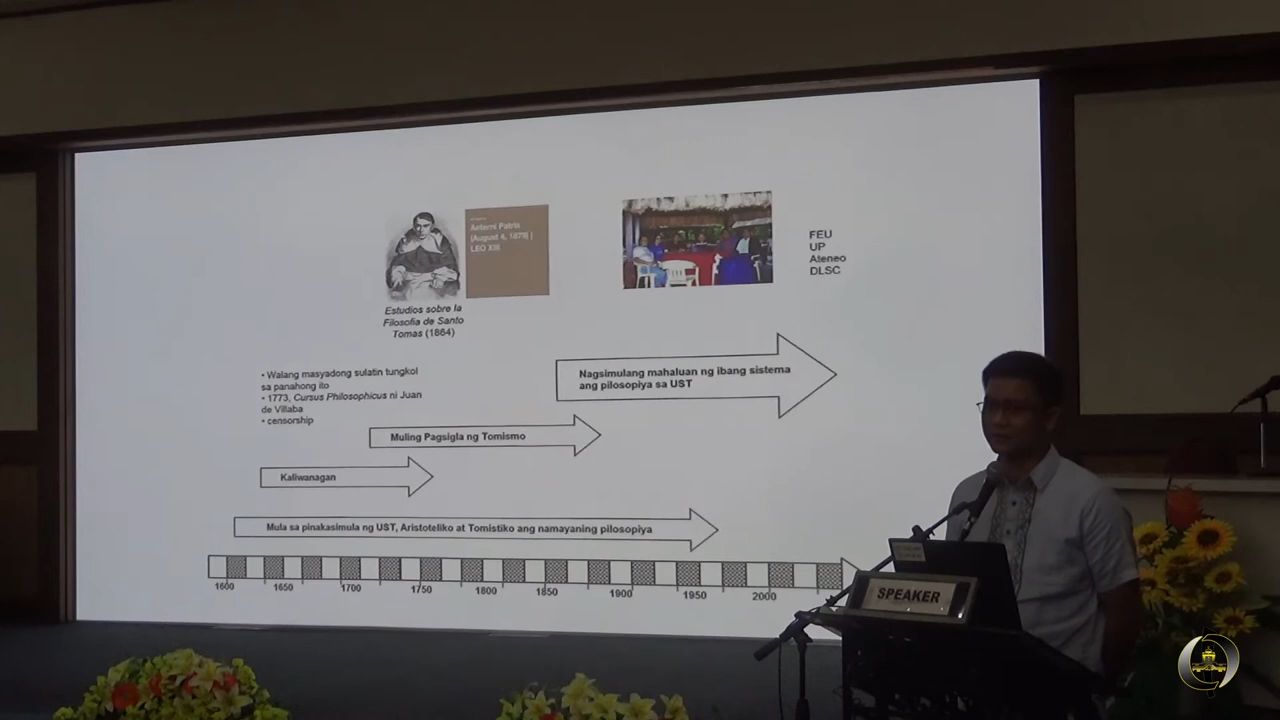 Aeterni Patris
(August 4, 1879) |
LEO XIII
Estudios sobre la
Filosofia de Santo
Tomas (1864)
FEU
UP
Ateneo
DLSC
• Walang masyadong sulatin tungkol
sa panahong ito
• 1773, Cursus Philosophicus ni Juan
de Villaba
• censorship
Nagsimulang mahaluan ng ibang sistema
ang pilosopiya sa UST
Muling Pagsigla ng Tomismo
Kaliwanagan
Mula sa pinakasimula ng UST, Aristoteliko at Tomistiko ang namayaning pilosopiya
1600 1650 1700 1750 1800 1850 1900 1950 2000
SPEAKER